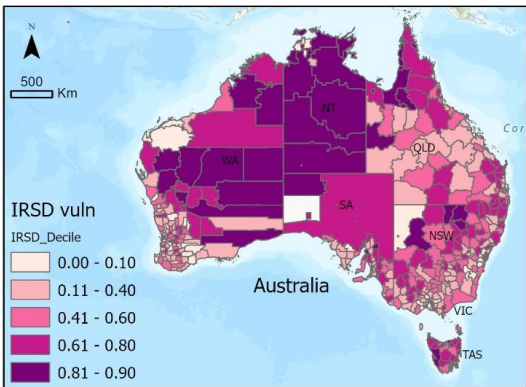 N
500
Km
NT
Cor
QLD
WA
SA
NSW
IRSD vuln
IRSD_Decile
0.00 - 0.10
0.11 - 0.40
0.41 - 0.60
0.61 - 0.80
0.81 - 0.90
Australia
VIC
TAS